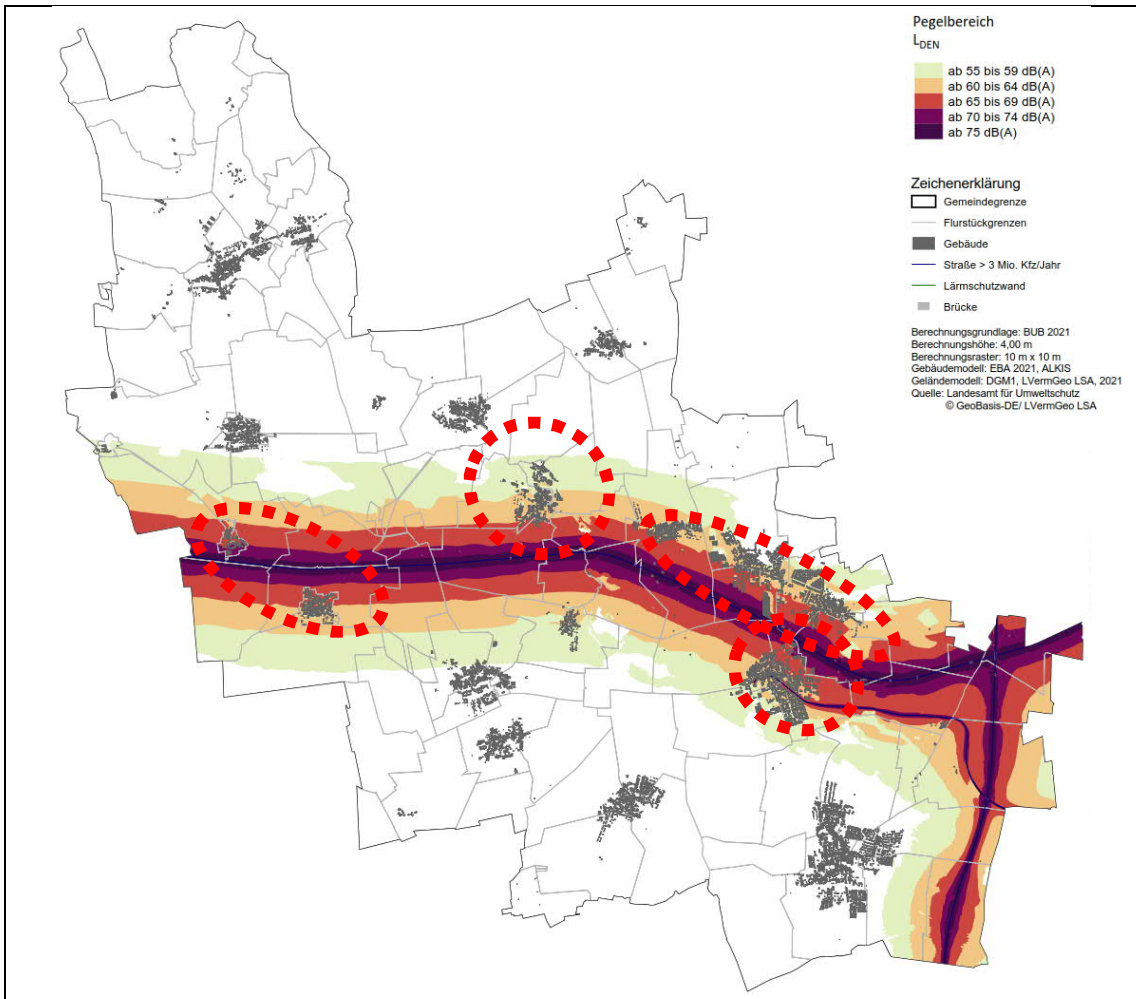 Pegelbereich
LDEN
ab 55 bis 59 dB(A)
ab 60 bis 64 dB(A)
ab 65 bis 69 dB(A)
ab 70 bis 74 dB(A)
ab 75 dB(A)
Zeichenerklärung
Gemeindegrenze
Flurstückgrenzen
Gebäude
Straße > 3 Mio. Kfz/Jahr
Lärmschutzwand
Brücke
Berechnungsgrundlage: BUB 2021
Berechnungshöhe: 4,00 m
Berechnungsraster: 10 m x 10 m
Gebäudemodell: EBA 2021, ALKIS
Geländemodell: DGM1, LVermGeo LSA, 2021
Quelle: Landesamt für Umweltschutz
© GeoBasis-DE/ LVermGeo LSA